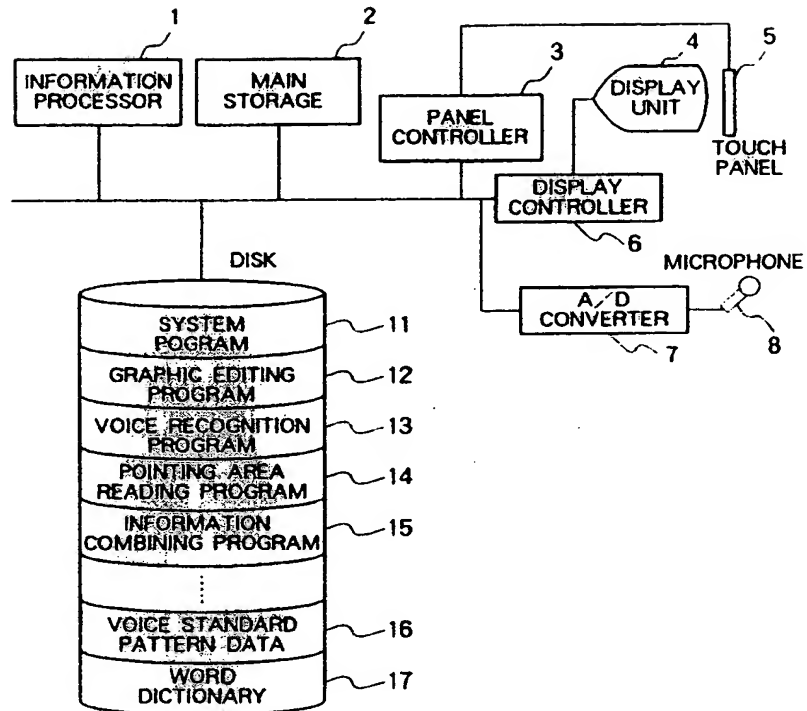 1
INFORMATION
PROCESSOR
2
MAIN
STORAGE
3
PANEL
CONTROLLER
4
DISPLAY
UNIT
5
TOUCH
PANEL
DISPLAY
CONTROLLER
6
MICROPHONE
A/D
CONVERTER
7
8
DISK
SYSTEM
POGRAM
11
GRAPHIC EDITING
PROGRAM
12
VOICE RECOGNITION
PROGRAM
13
POINTING AREA
READING PROGRAM
14
INFORMATION
COMBINING PROGRAM
15
VOICE STANDARD
PATTERN DATA
16
WORD
DICTIONARY
17